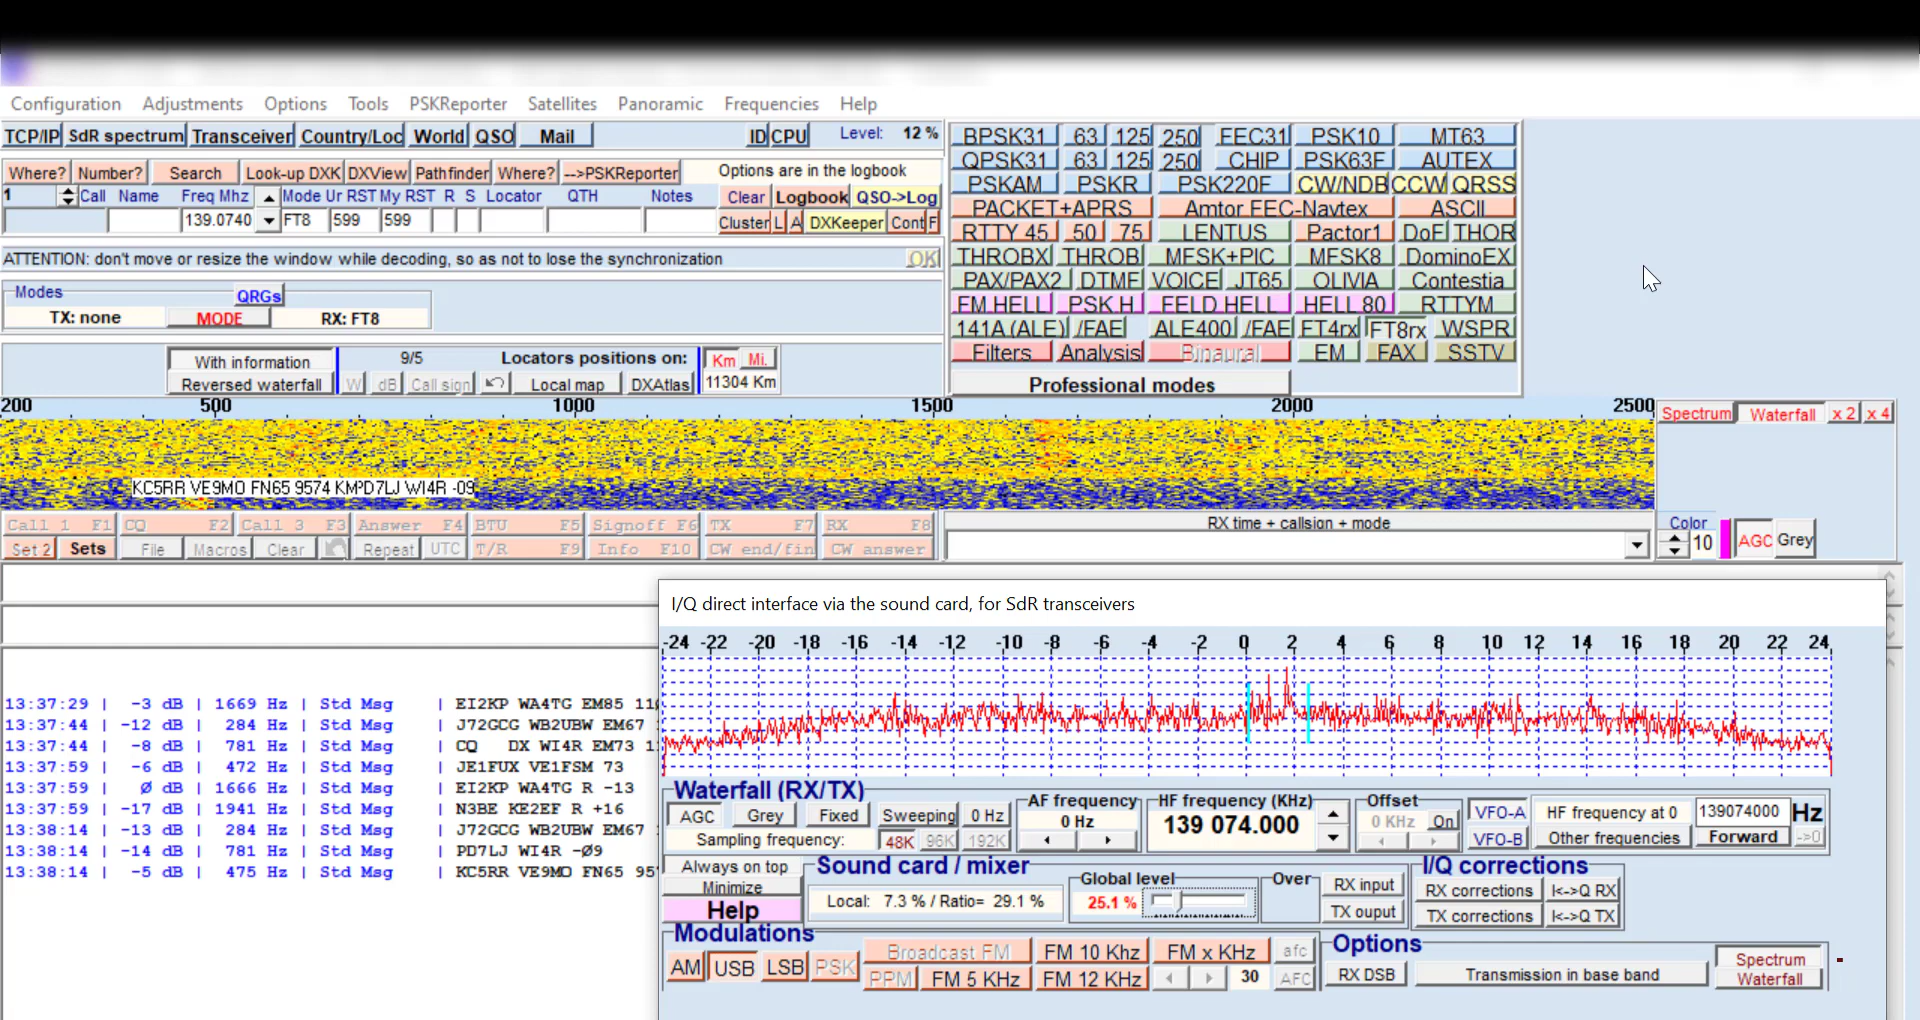 Configuration Adjustments Options Tools PSKReporter Satellites Panoramic Frequencies Help
TCP/IP SdR spectrum Transceiver Country/Loc World QSO Mail ID CPU Level: 12 %
Where? Number? Search Look-up DXK DXView Pathfinder Where? -->PSKReporter Options are in the logbook
1 Call Name Freq Mhz Mode Ur RST My RST R S Locator QTH Notes Clear Logbook QSO->Log
139.0740 FT8 599 599 Cluster L A DXKeeper Cont F
ATTENTION: don't move or resize the window while decoding, so as not to lose the synchronization OK
Modes QRGs
TX: none MODE RX: FT8
With information 9/5 Locators positions on: Km Mi.
Reversed waterfall W dB Call sign Local map DXAtlas 11304 Km
BPSK31 63 125 250 FEC31 PSK10 MT63
QPSK31 63 125 250 CHIP PSK63F AUTEX
PSKAM PSKR PSK220F CW/NDB CCW QRSS
PACKET+APRS Amtor FEC-Navtex ASCII
RTTY 45 50 75 LENTUS Pactor1 DoF THOR
THROBX THROB MFSK+PIC MFSK8 DominoEX
PAX/PAX2 DTMF VOICE JT65 OLIVIA Contestia
FM HELL PSK H FELD HELL HELL 80 RTTYM
141A (ALE) /FAE ALE400 /FAE FT4rx FT8rx WSPR
Filters Analysis Binaural EM FAX SSTV
Professional modes
200 500 1000 1500 2000 2500
Spectrum Waterfall x 2 x 4
KC5RR VE9MO FN65 9574 KM PD7LJ WI4R -09
Call 1 F1 CQ F2 Call 3 F3 Answer F4 BTU F5 Signoff F6 TX F7 RX F8
Set 2 Sets File Macros Clear Repeat UTC T/R F9 Info F10 CW end/fin CW answer
RX time + callsign + mode
Color
10 AGC Grey
13:37:29 | -3 dB | 1669 Hz | Std Msg | EI2KP WA4TG EM85
13:37:44 | -12 dB | 284 Hz | Std Msg | J72GCG WB2UBW EM67
13:37:44 | -8 dB | 781 Hz | Std Msg | CQ DX WI4R EM73
13:37:59 | -6 dB | 472 Hz | Std Msg | JE1FUX VE1FSM 73
13:37:59 | Ø dB | 1666 Hz | Std Msg | EI2KP WA4TG R -13
13:37:59 | -17 dB | 1941 Hz | Std Msg | N3BE KE2EF R +16
13:38:14 | -13 dB | 284 Hz | Std Msg | J72GCG WB2UBW EM67
13:38:14 | -14 dB | 781 Hz | Std Msg | PD7LJ WI4R -Ø9
13:38:14 | -5 dB | 475 Hz | Std Msg | KC5RR VE9MO FN65 95
I/Q direct interface via the sound card, for SdR transceivers
-24 -22 -20 -18 -16 -14 -12 -10 -8 -6 -4 -2 0 2 4 6 8 10 12 14 16 18 20 22 24
Waterfall (RX/TX)
AGC Grey Fixed Sweeping 0 Hz
Sampling frequency: 48K 96K 192K
AF frequency
0 Hz
HF frequency (KHz)
139 074.000
Offset
0 KHz On
VFO-A HF frequency at 0 139074000 Hz
VFO-B Other frequencies Forward ->0
Always on top
Minimize
Help
Sound card / mixer
Local: 7.3 % / Ratio= 29.1 %
Global level
25.1 %
Over
RX input
TX ouput
I/Q corrections
RX corrections I<->Q RX
TX corrections I<->Q TX
Modulations
AM USB LSB PSK
Broadcast FM FM 10 Khz FM x KHz afc
PPM FM 5 KHz FM 12 KHz 30 AFC
Options
RX DSB Transmission in base band
Spectrum
Waterfall